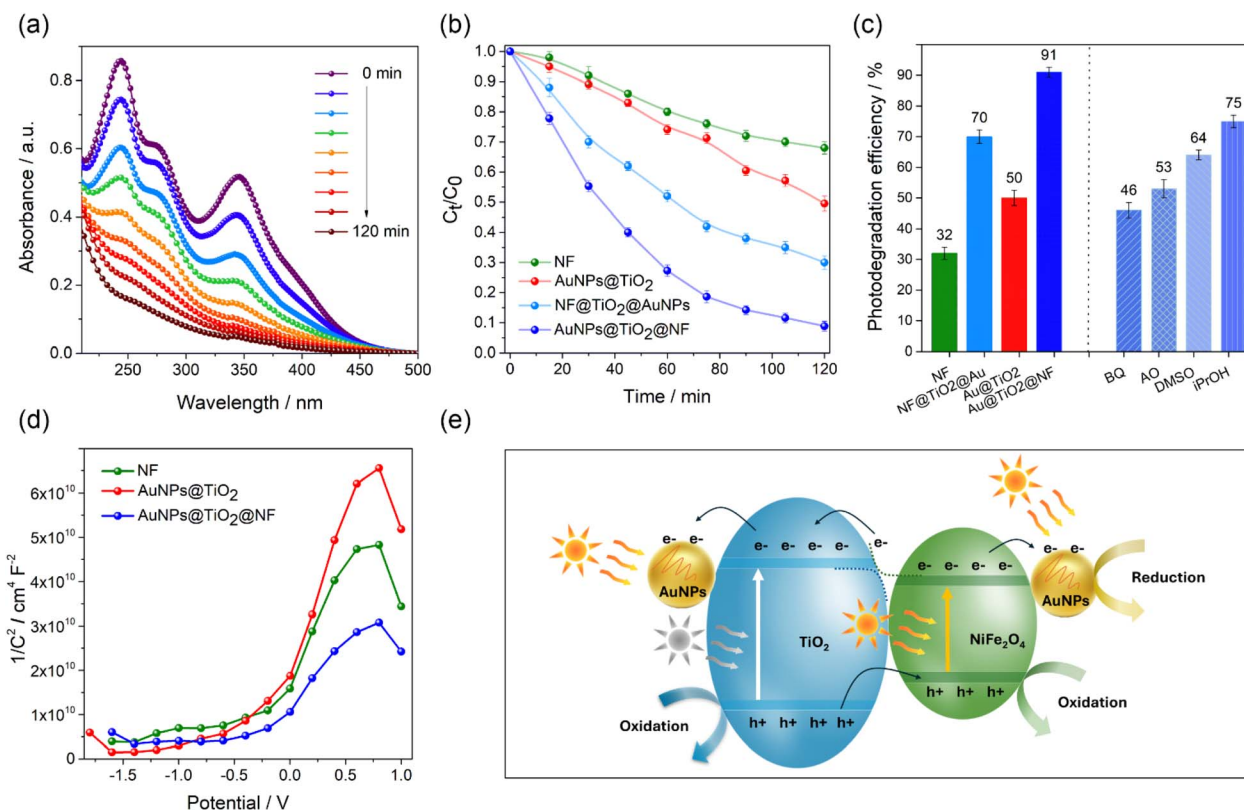 (a)
0 min
120 min
Absorbance / a.u.
0.8
0.6
0.4
0.2
0.0
250 300 350 400 450 500
Wavelength / nm
(b)
C_t/C_0
1.0
0.9
0.8
0.7
0.6
0.5
0.4
0.3
0.2
0.1
0.0
NF
AuNPs@TiO₂
NF@TiO₂@AuNPs
AuNPs@TiO₂@NF
0 20 40 60 80 100 120
Time / min
(c)
Photodegradation efficiency / %
90
80
70
60
50
40
30
20
10
0
32
70
50
91
46
53
64
75
NF
NF@TiO2@Au
Au@TiO2
Au@TiO2@NF
BQ
AO
DMSO
iPrOH
(d)
NF
AuNPs@TiO₂
AuNPs@TiO₂@NF
1/C² / cm⁴ F⁻²
6x10¹⁰
5x10¹⁰
4x10¹⁰
3x10¹⁰
2x10¹⁰
1x10¹⁰
0
-1.5 -1.0 -0.5 0.0 0.5 1.0
Potential / V
(e)
e- e-
AuNPs
e- e- e- e-
e-
TiO₂
h+ h+ h+ h+
Oxidation
e- e- e- e-
NiFe₂O₄
h+ h+ h+
e- e-
AuNPs
Reduction
Oxidation